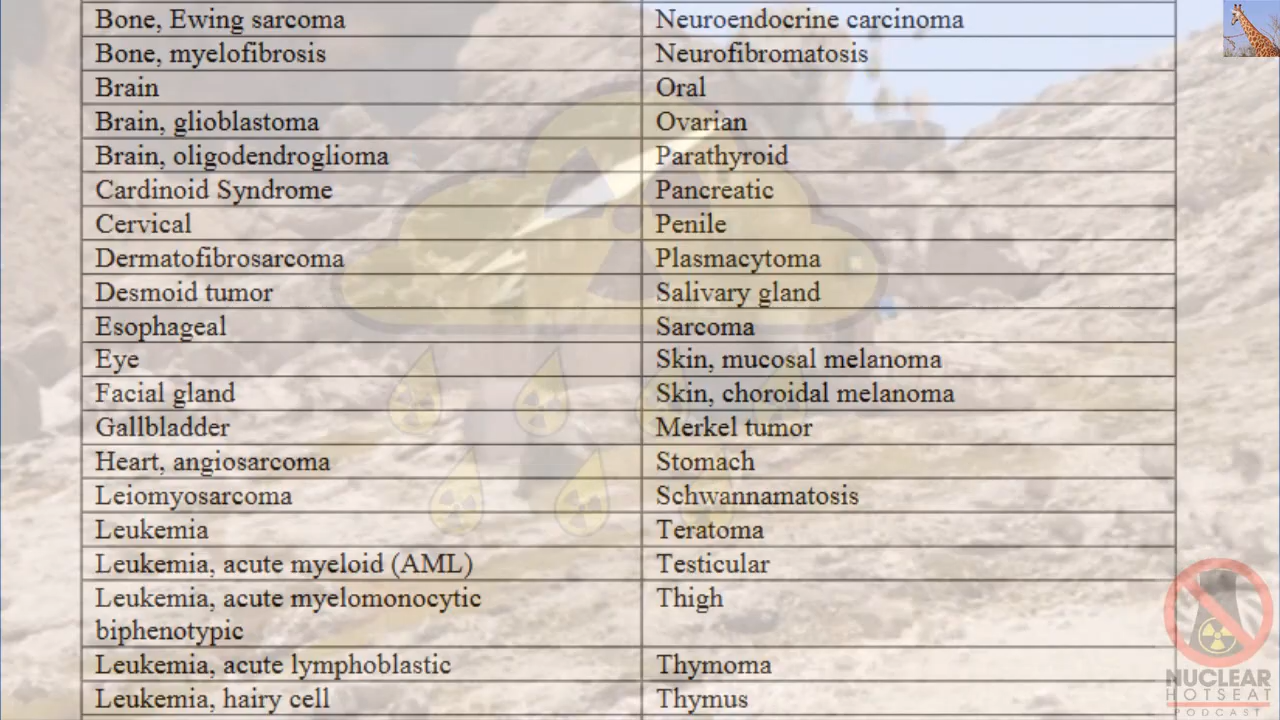 Bone, Ewing sarcoma
Neuroendocrine carcinoma
Bone, myelofibrosis
Neurofibromatosis
Brain
Oral
Brain, glioblastoma
Ovarian
Brain, oligodendroglioma
Parathyroid
Cardinoid Syndrome
Pancreatic
Cervical
Penile
Dermatofibrosarcoma
Plasmacytoma
Desmoid tumor
Salivary gland
Esophageal
Sarcoma
Eye
Skin, mucosal melanoma
Facial gland
Skin, choroidal melanoma
Gallbladder
Merkel tumor
Heart, angiosarcoma
Stomach
Leiomyosarcoma
Schwannamatosis
Leukemia
Teratoma
Leukemia, acute myeloid (AML)
Testicular
Leukemia, acute myelomonocytic
biphenotypic
Thigh
Leukemia, acute lymphoblastic
Thymoma
Leukemia, hairy cell
Thymus
NUCLEAR
HOTSEAT
PODCAST